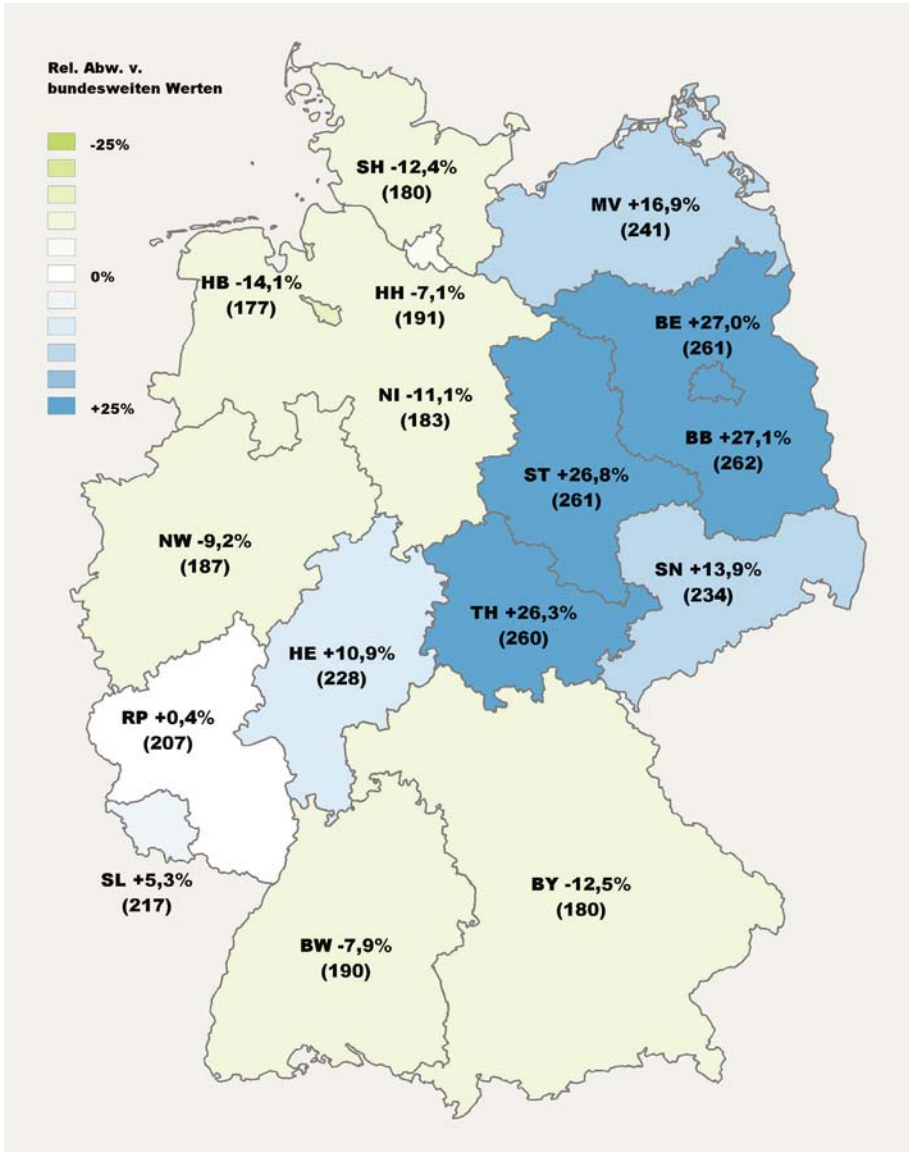 Rel. Abw. v.
bundesweiten Werten
-25%
0%
+25%
SH -12,4%
(180)
MV +16,9%
(241)
HB -14,1%
(177)
HH -7,1%
(191)
BE +27,0%
(261)
NI -11,1%
(183)
BB +27,1%
(262)
ST +26,8%
(261)
NW -9,2%
(187)
SN +13,9%
(234)
TH +26,3%
(260)
HE +10,9%
(228)
RP +0,4%
(207)
SL +5,3%
(217)
BY -12,5%
(180)
BW -7,9%
(190)